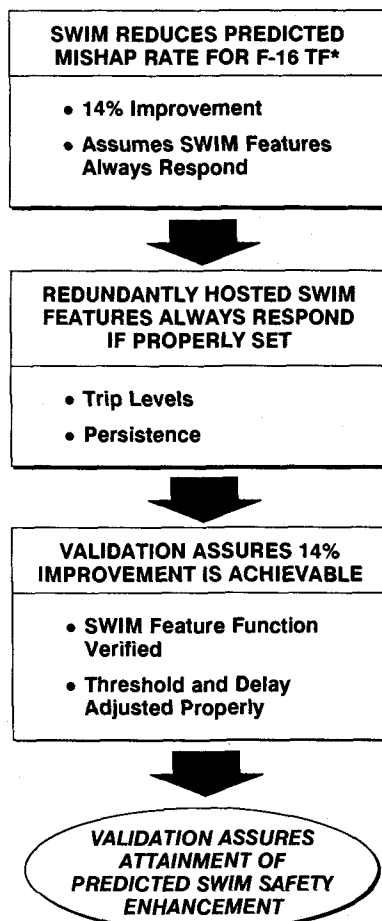 SWIM REDUCES PREDICTED
MISHAP RATE FOR F-16 TF*
• 14% Improvement
• Assumes SWIM Features
Always Respond
REDUNDANTLY HOSTED SWIM
FEATURES ALWAYS RESPOND
IF PROPERLY SET
• Trip Levels
• Persistence
VALIDATION ASSURES 14%
IMPROVEMENT IS ACHIEVABLE
• SWIM Feature Function
Verified
• Threshold and Delay
Adjusted Properly
VALIDATION ASSURES
ATTAINMENT OF
PREDICTED SWIM SAFETY
ENHANCEMENT